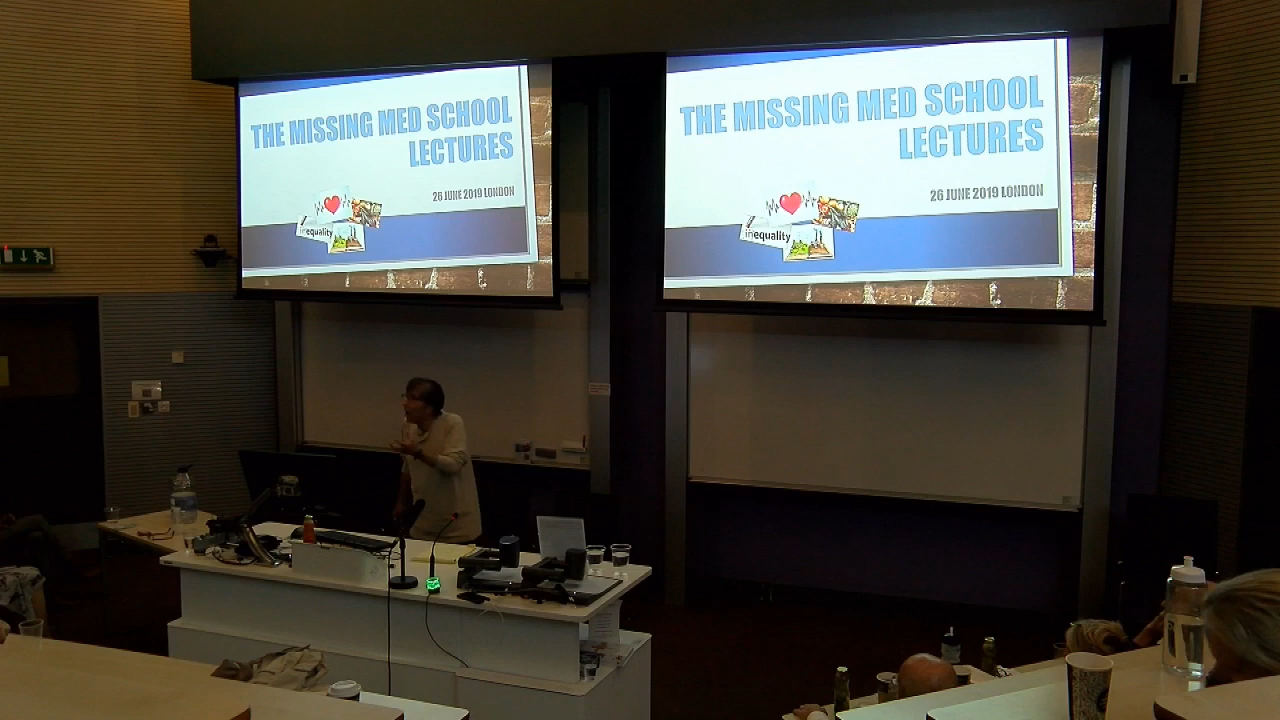 THE MISSING MED SCHOOL
LECTURES
26 JUNE 2019 LONDON
inequality
THE MISSING MED SCHOOL
LECTURES
26 JUNE 2019 LONDON
inequality